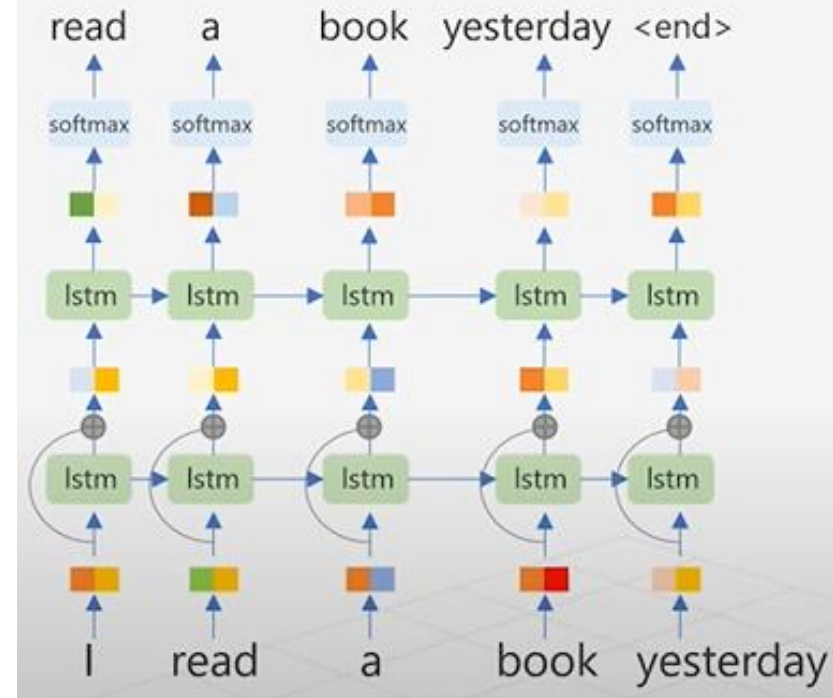 read a book yesterday <end>
softmax softmax softmax softmax softmax
lstm lstm lstm lstm lstm
lstm lstm lstm lstm lstm
I read a book yesterday